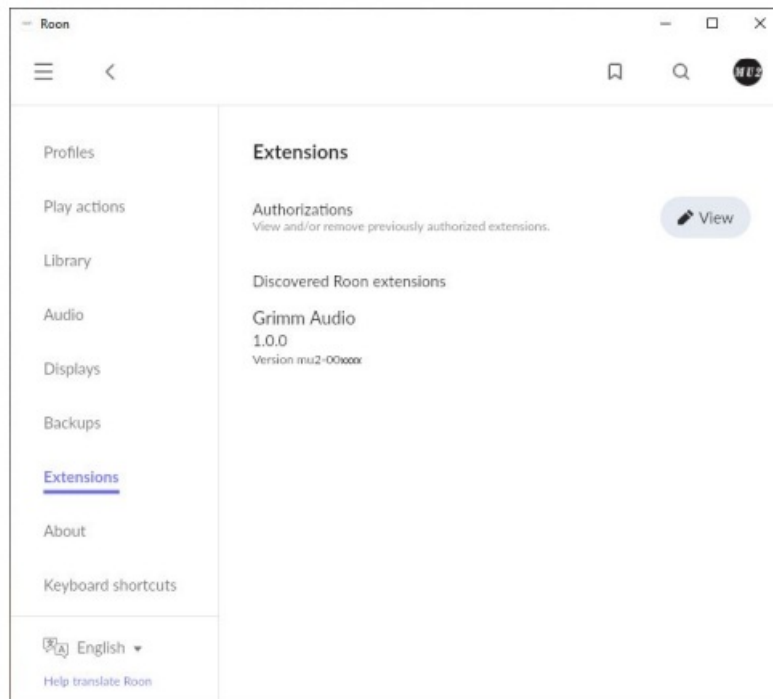 Roon
MU2
Profiles
Play actions
Library
Audio
Displays
Backups
Extensions
About
Keyboard shortcuts
English
Help translate Roon
Extensions
Authorizations
View and/or remove previously authorized extensions.
View
Discovered Roon extensions
Grimm Audio
1.0.0
Version mu2-00xxxx